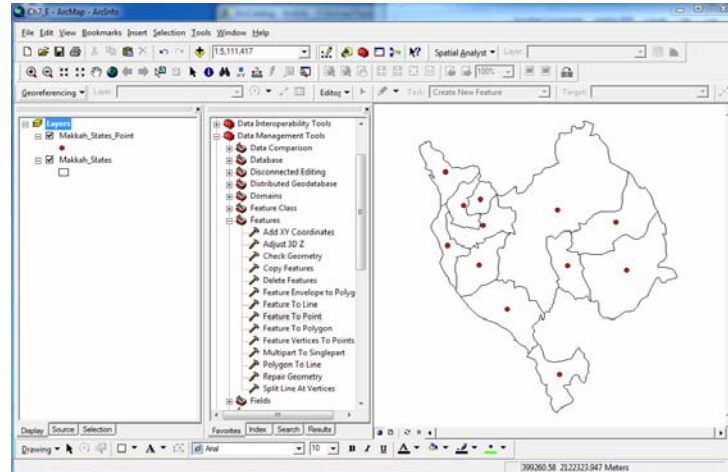 Ch7_E - ArcMap - ArcInfo
File Edit View Bookmarks Insert Selection Tools Window Help
1:5,111,417
Spatial Analyst
Layer:
100%
Georeferencing
Layer:
Editor
Task: Create New Feature
Target:
Layers
Makkah_States_Point
Makkah_States
Data Interoperability Tools
Data Management Tools
Data Comparison
Database
Disconnected Editing
Distributed Geodatabase
Domains
Feature Class
Features
Add XY Coordinates
Adjust 3D Z
Check Geometry
Copy Features
Delete Features
Feature Envelope to Polyg
Feature To Line
Feature To Point
Feature To Polygon
Feature Vertices To Points
Multipart To Singlepart
Polygon To Line
Repair Geometry
Split Line At Vertices
Fields
Display Source Selection
Favorites Index Search Results
Drawing
A
Arial
10
B I U A
399260.58 2122323.947 Meters